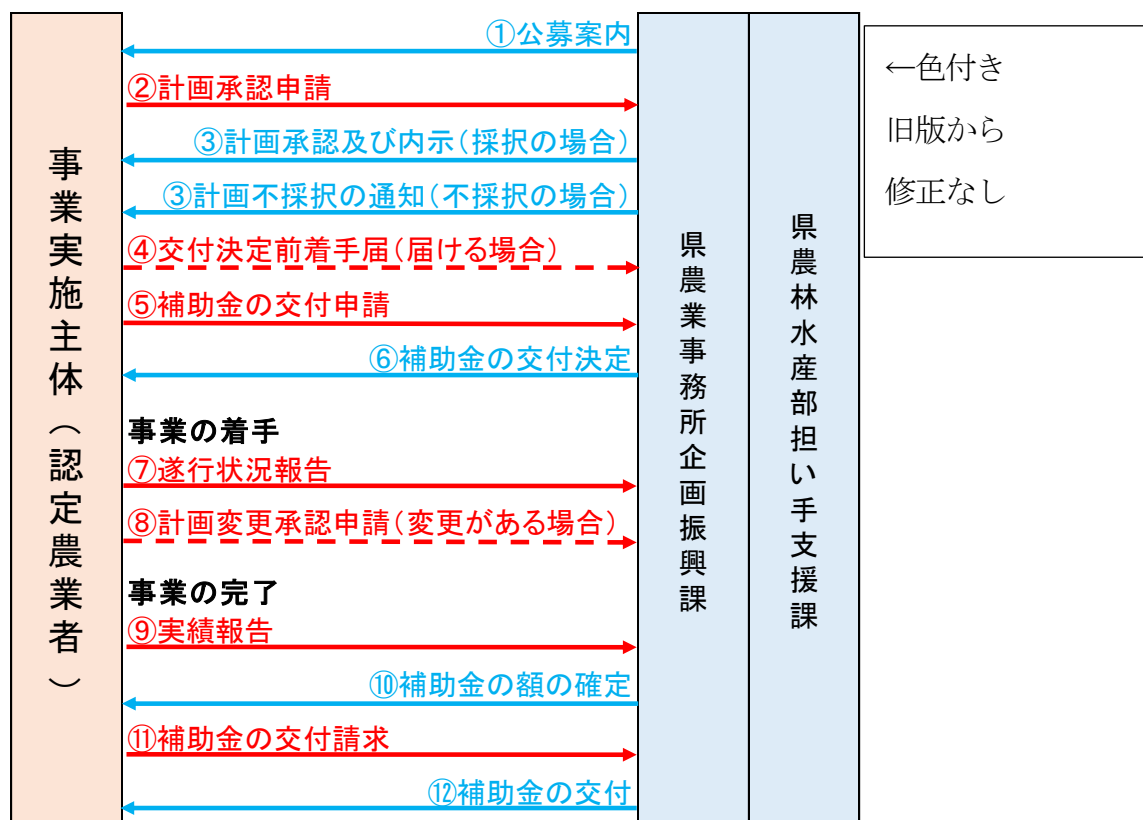 事業実施主体（認定農業者）
①公募案内
②計画承認申請
③計画承認及び内示(採択の場合)
③計画不採択の通知(不採択の場合)
④交付決定前着手届(届ける場合)
⑤補助金の交付申請
⑥補助金の交付決定
事業の着手
⑦遂行状況報告
⑧計画変更承認申請(変更がある場合)
事業の完了
⑨実績報告
⑩補助金の額の確定
⑪補助金の交付請求
⑫補助金の交付
県農業事務所企画振興課
県農林水産部担い手支援課
←色付き
旧版から
修正なし